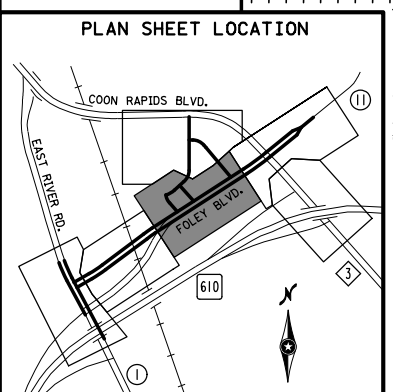 PLAN SHEET LOCATION
COON RAPIDS BLVD.
11
EAST RIVER RD.
FOLEY BLVD.
610
3
N
1